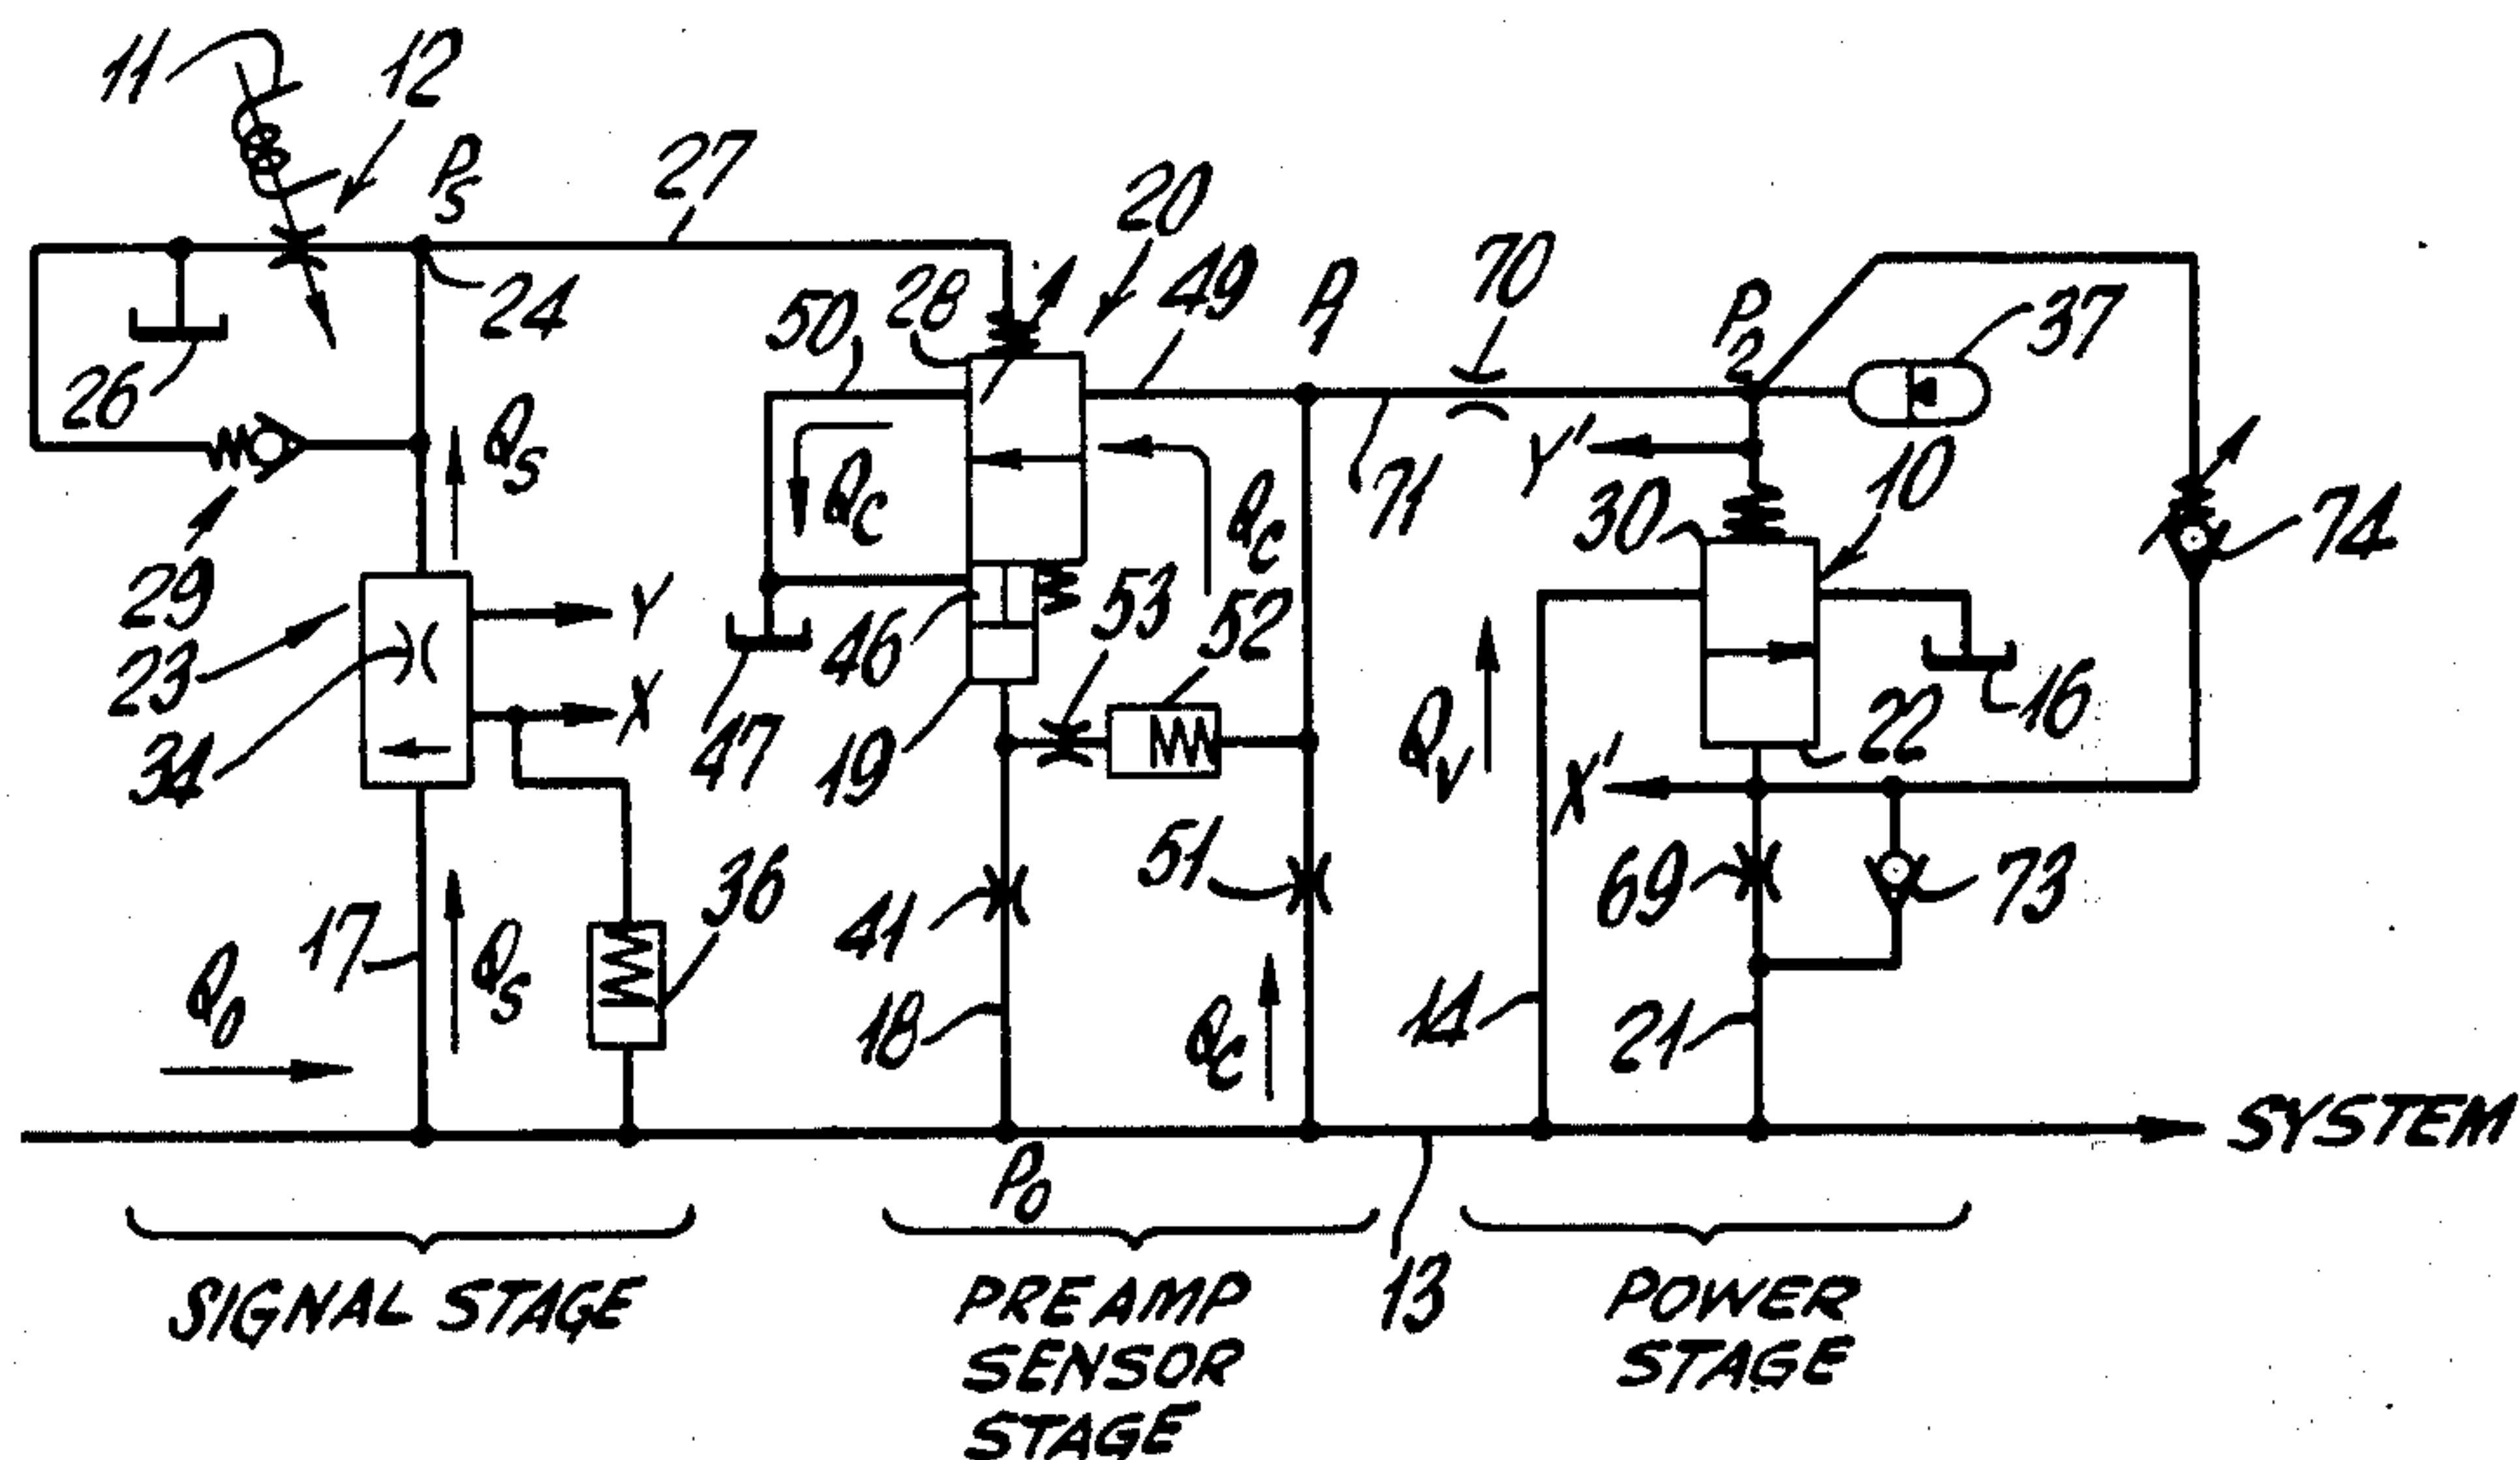 11
12
P5
27
20
24
26
50
28
49
P1
70
P2
37
Qs
Qc
Y'
71
30
10
74
29
23
34
Y
X
46
53
52
Qc
47
19
Qv
X'
22
16
36
41
51
69
73
17
Qs
Q0
18
Qc
14
21
SYSTEM
P0
13
SIGNAL STAGE
PREAMP
SENSOR
STAGE
POWER
STAGE